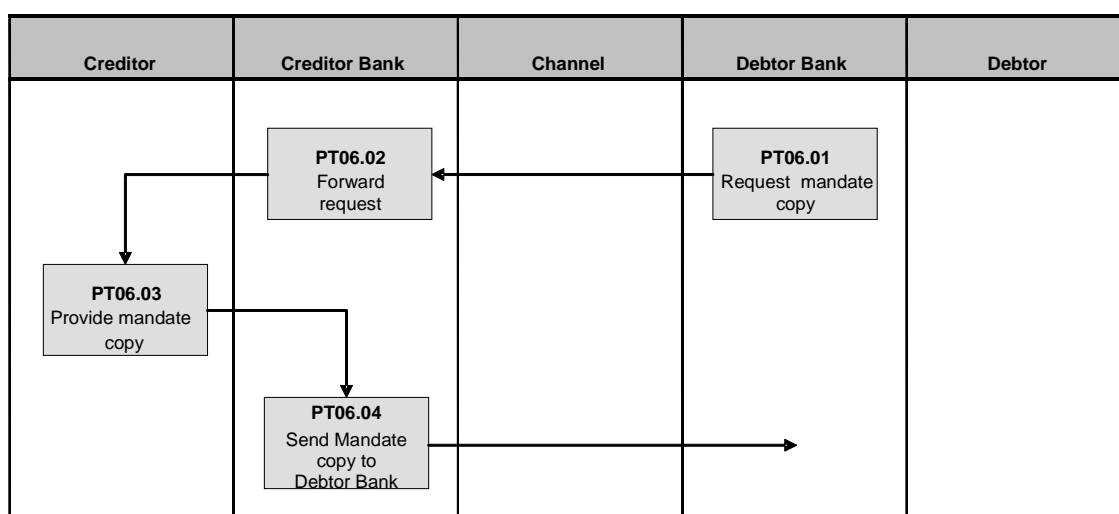 Creditor
Creditor Bank
Channel
Debtor Bank
Debtor
PT06.02
Forward
request
PT06.01
Request mandate
copy
PT06.03
Provide mandate
copy
PT06.04
Send Mandate
copy to
Debtor Bank